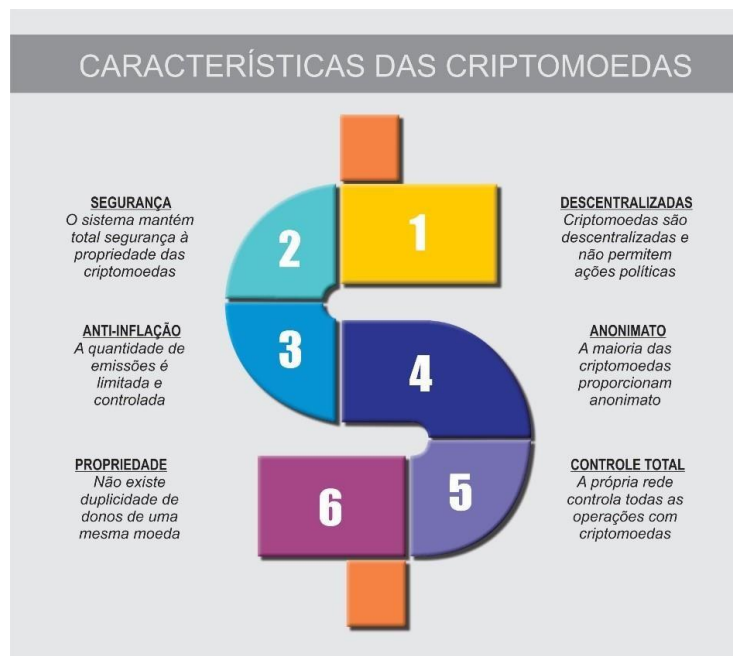 CARACTERÍSTICAS DAS CRIPTOMOEDAS
1
DESCENTRALIZADAS
Criptomoedas são
descentralizadas e
não permitem
ações políticas
2
SEGURANÇA
O sistema mantém
total segurança à
propriedade das
criptomoedas
3
ANTI-INFLAÇÃO
A quantidade de
emissões é
limitada e
controlada
4
ANONIMATO
A maioria das
criptomoedas
proporcionam
anonimato
5
CONTROLE TOTAL
A própria rede
controla todas as
operações com
criptomoedas
6
PROPRIEDADE
Não existe
duplicidade de
donos de uma
mesma moeda